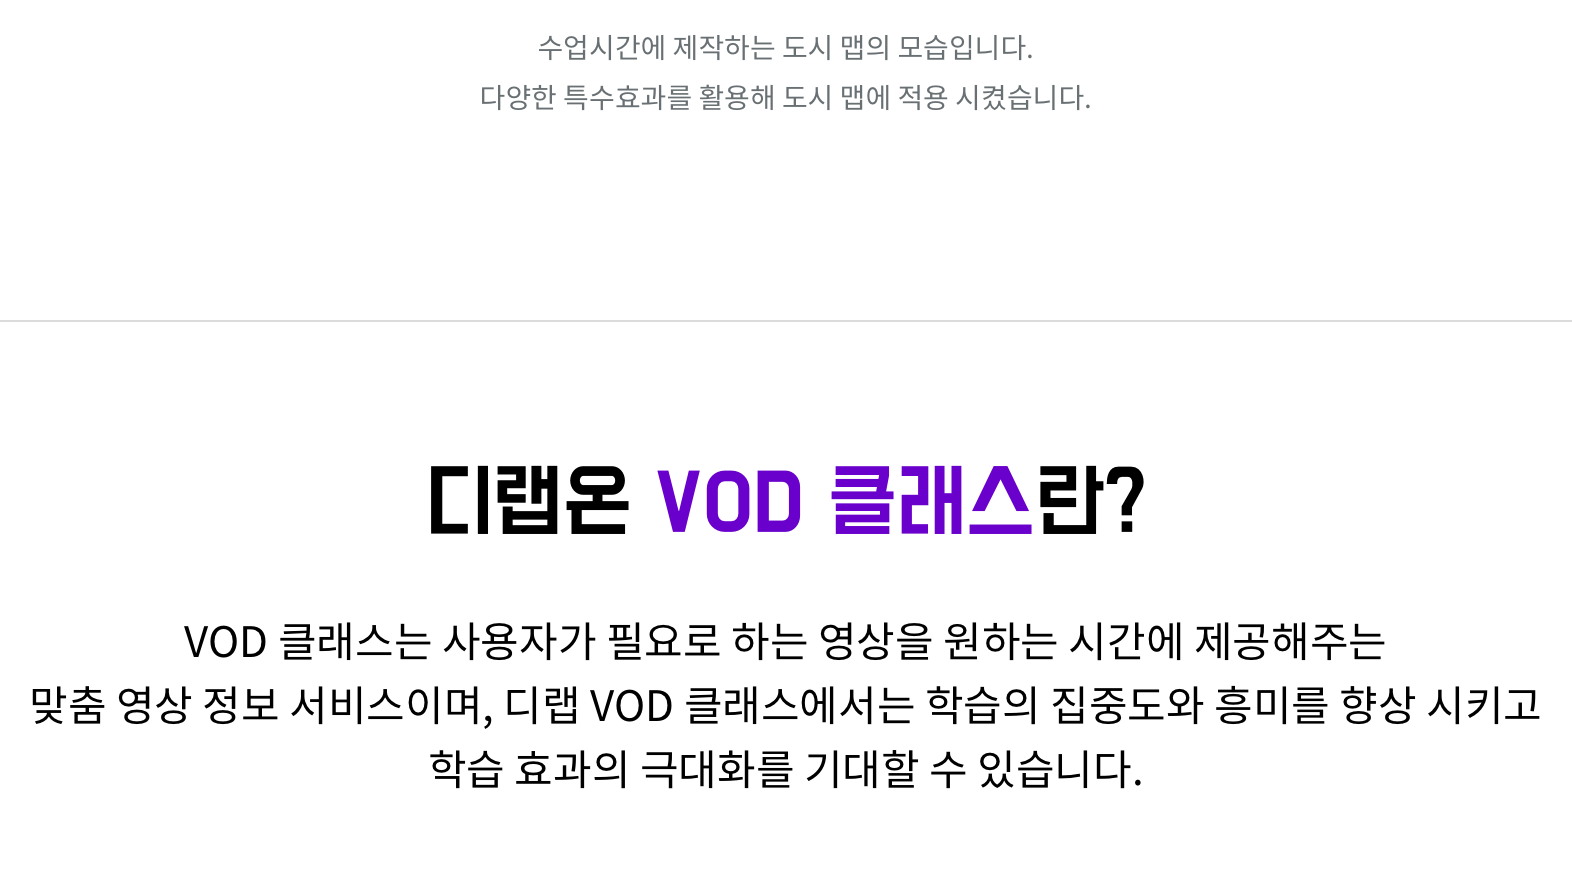 수업시간에 제작하는 도시 맵의 모습입니다.
다양한 특수효과를 활용해 도시 맵에 적용 시켰습니다.
디랩온 VOD 클래스란?
VOD 클래스는 사용자가 필요로 하는 영상을 원하는 시간에 제공해주는
맞춤 영상 정보 서비스이며, 디랩 VOD 클래스에서는 학습의 집중도와 흥미를 향상 시키고
학습 효과의 극대화를 기대할 수 있습니다.